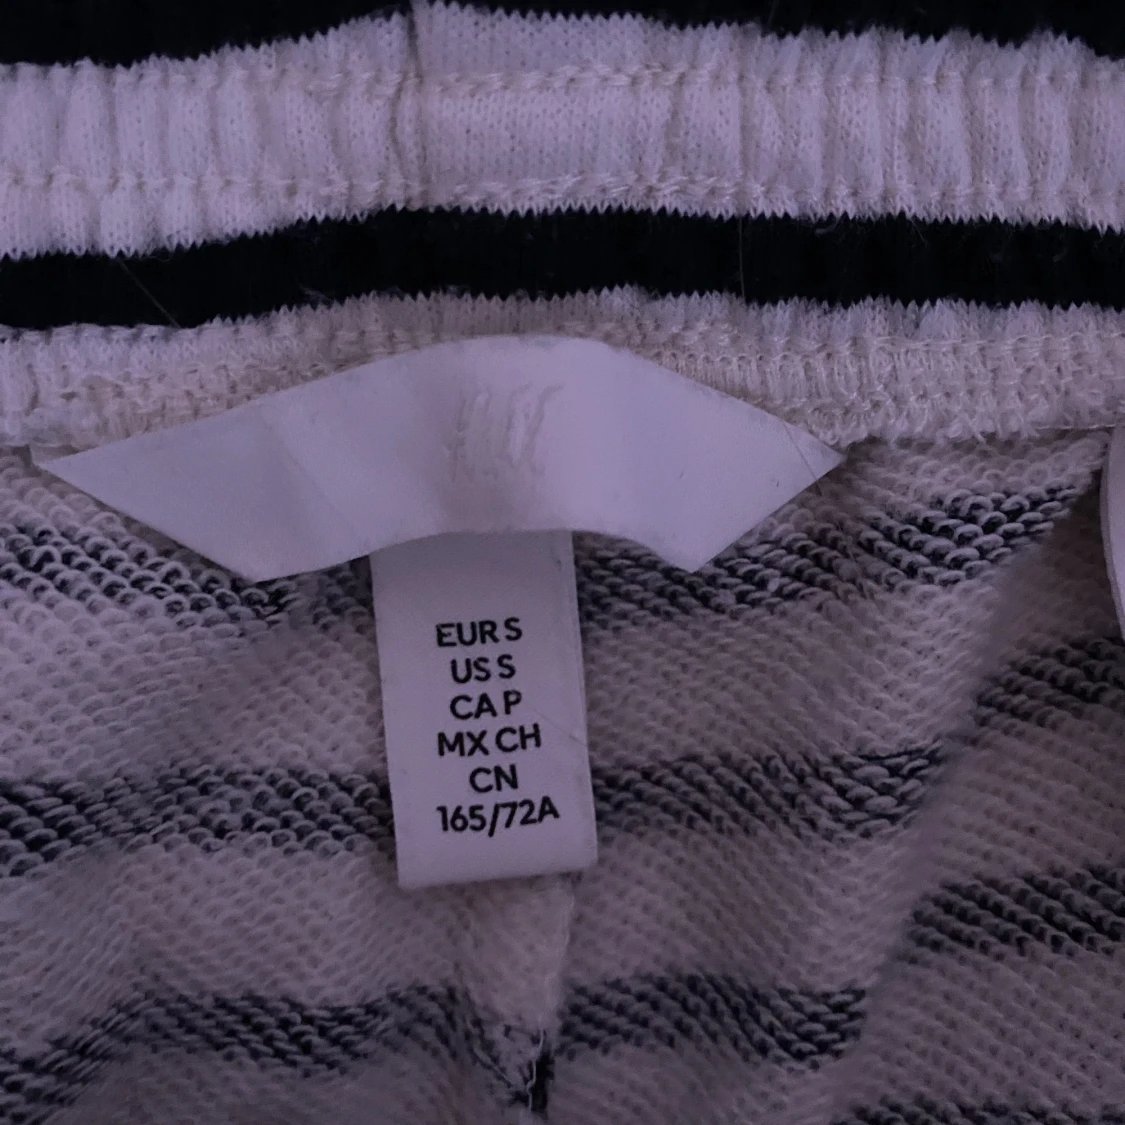 EUR S
US S
CA P
MX CH
CN
165/72A